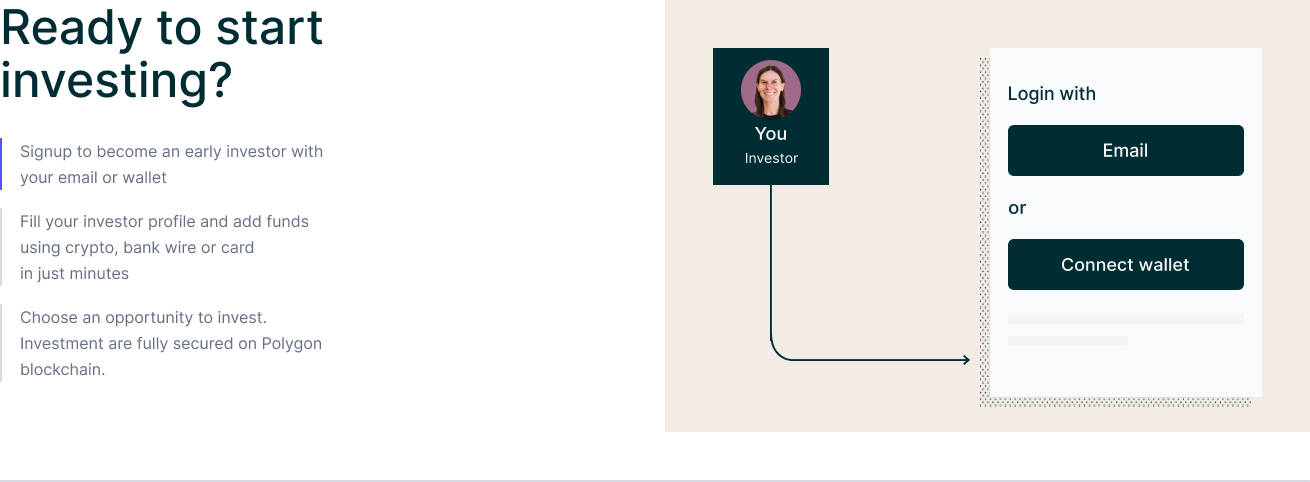 Ready to start
investing?
Signup to become an early investor with
your email or wallet
Fill your investor profile and add funds
using crypto, bank wire or card
in just minutes
Choose an opportunity to invest.
Investment are fully secured on Polygon
blockchain.
You
Investor
Login with
Email
or
Connect wallet